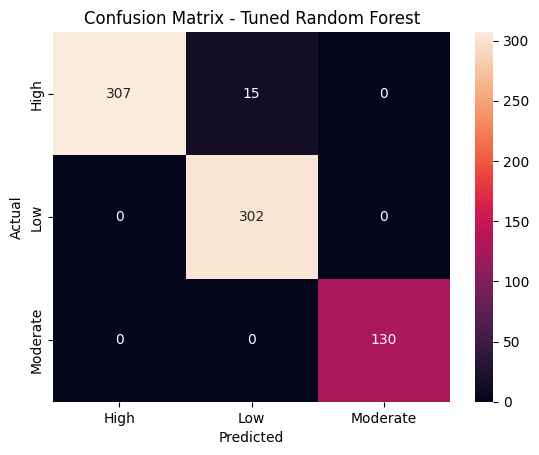 Confusion Matrix - Tuned Random Forest
High
Low
Moderate
Actual
307 15 0
0 302 0
0 0 130
High Low Moderate
Predicted
300
250
200
150
100
50
0